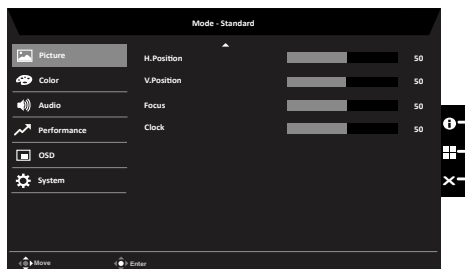 Mode - Standard
Picture
H.Position 50
Color
V.Position 50
Audio
Focus 50
Performance
Clock 50
OSD
System
Move Enter